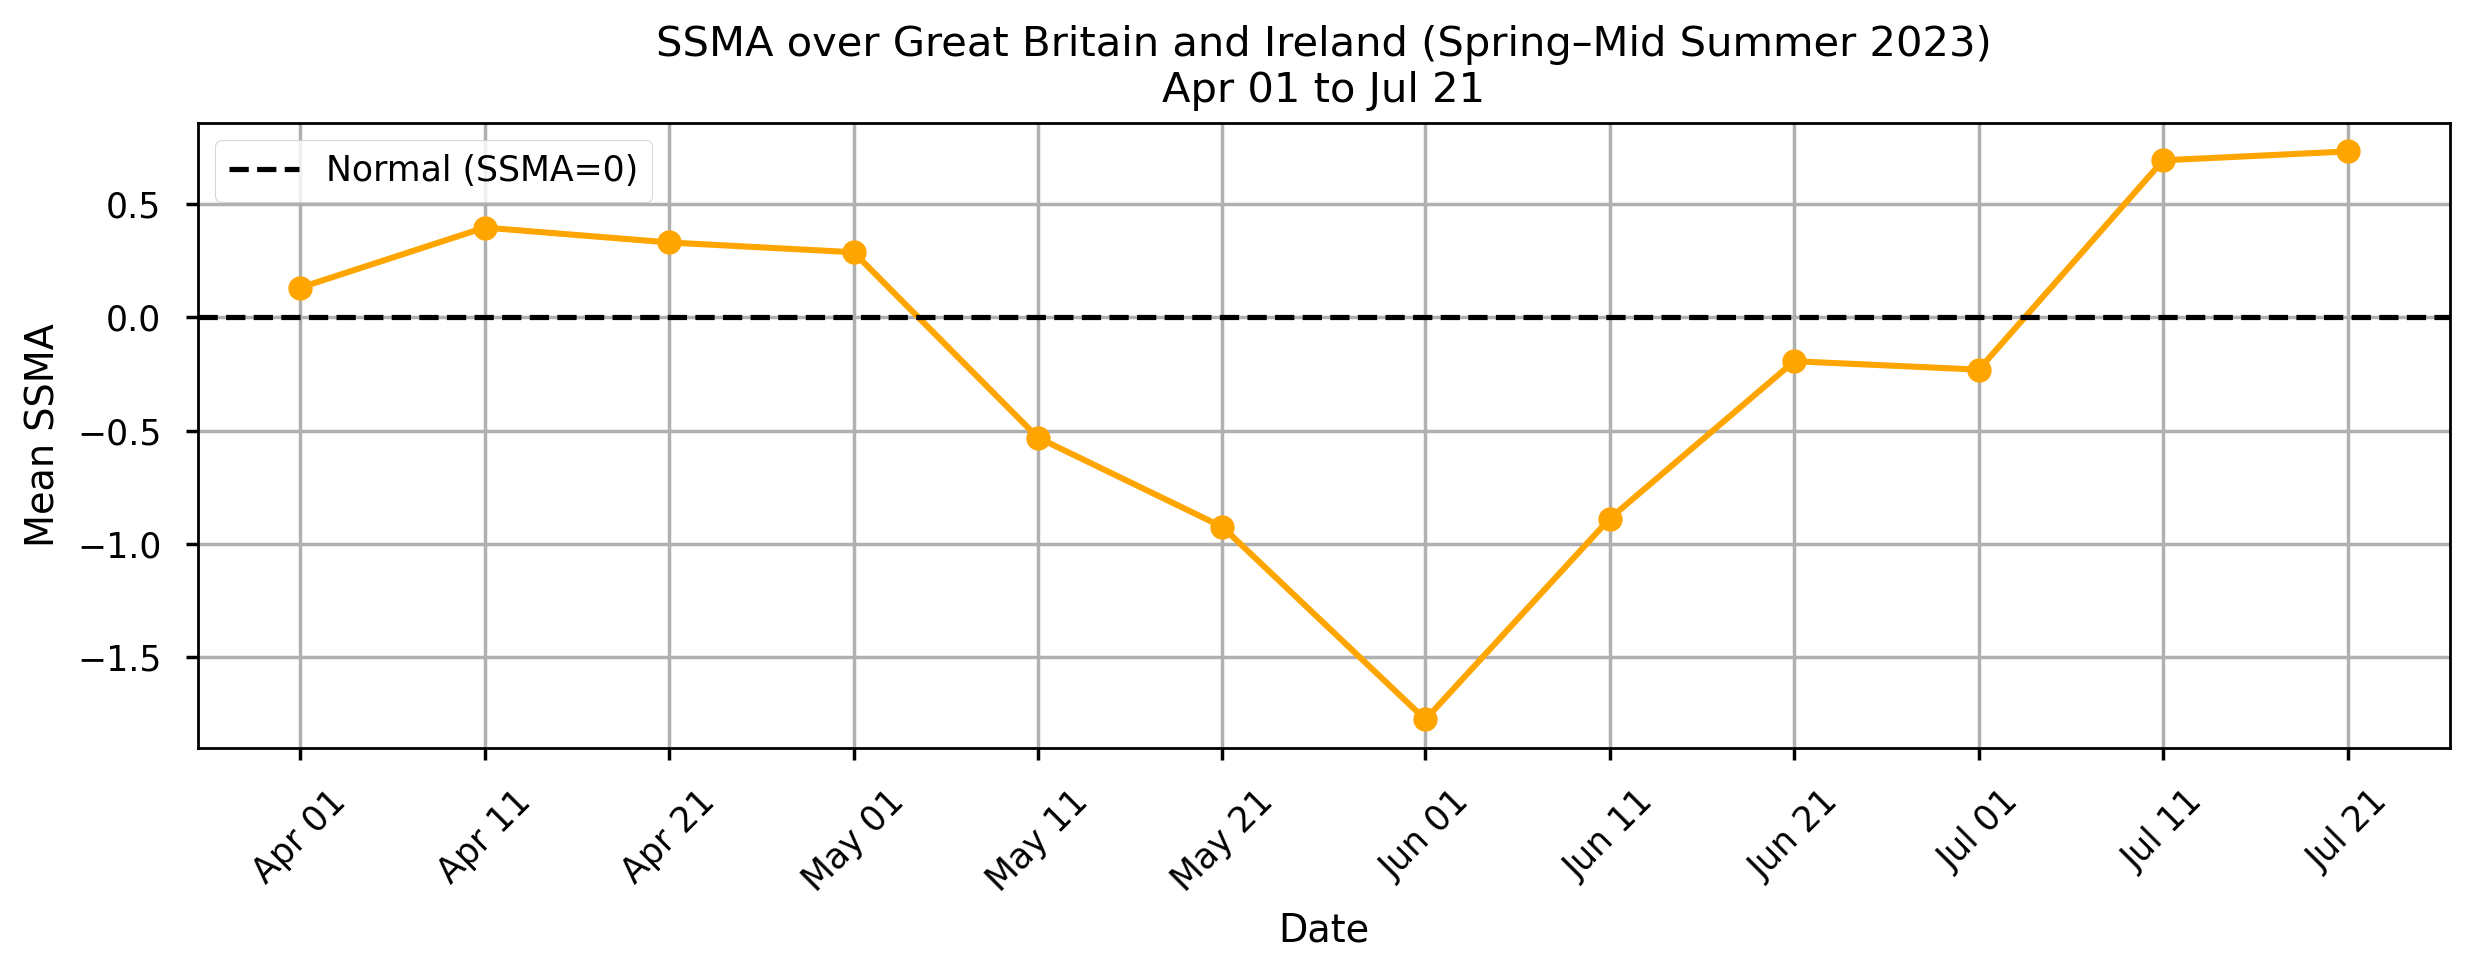 SSMA over Great Britain and Ireland (Spring–Mid Summer 2023)
Apr 01 to Jul 21
Normal (SSMA=0)
0.5
0.0
−0.5
−1.0
−1.5
Mean SSMA
Apr 01
Apr 11
Apr 21
May 01
May 11
May 21
Jun 01
Jun 11
Jun 21
Jul 01
Jul 11
Jul 21
Date